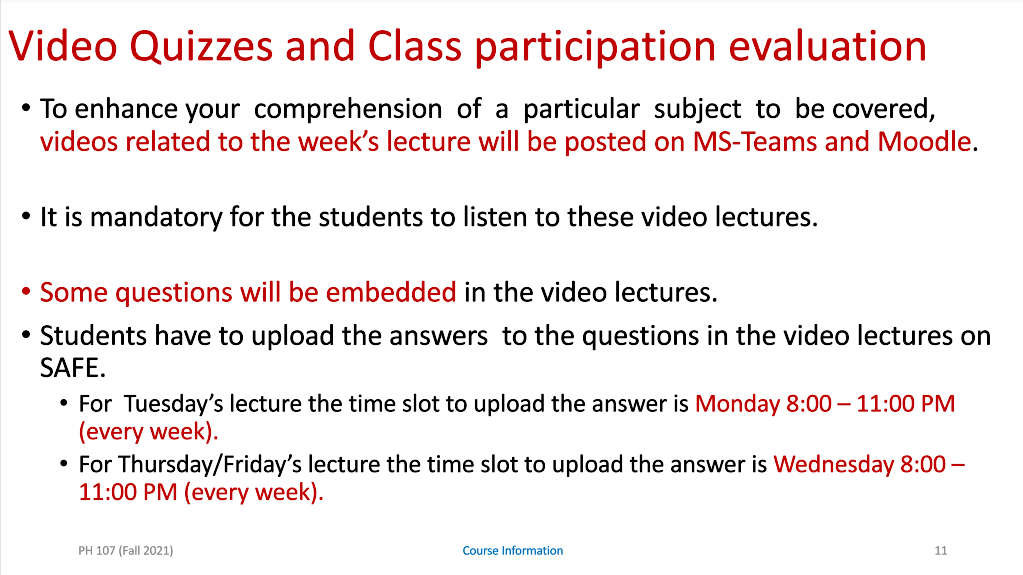 Video Quizzes and Class participation evaluation
• To enhance your comprehension of a particular subject to be covered,
videos related to the week’s lecture will be posted on MS-Teams and Moodle.
• It is mandatory for the students to listen to these video lectures.
• Some questions will be embedded in the video lectures.
• Students have to upload the answers to the questions in the video lectures on
SAFE.
• For Tuesday’s lecture the time slot to upload the answer is Monday 8:00 – 11:00 PM
(every week).
• For Thursday/Friday’s lecture the time slot to upload the answer is Wednesday 8:00 –
11:00 PM (every week).
PH 107 (Fall 2021)
Course Information
11